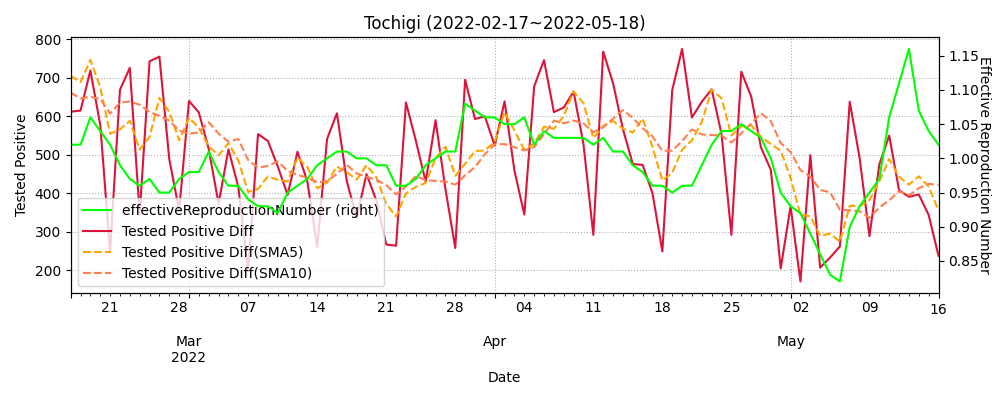 Tochigi (2022-02-17~2022-05-18)
800
700
600
500
400
300
200
Tested Positive
1.15
1.10
1.05
1.00
0.95
0.90
0.85
Effective Reproduction Number
effectiveReproductionNumber (right)
Tested Positive Diff
Tested Positive Diff(SMA5)
Tested Positive Diff(SMA10)
21 28 07 14 21 28 04 11 18 25 02 09 16
Mar Apr May
2022
Date